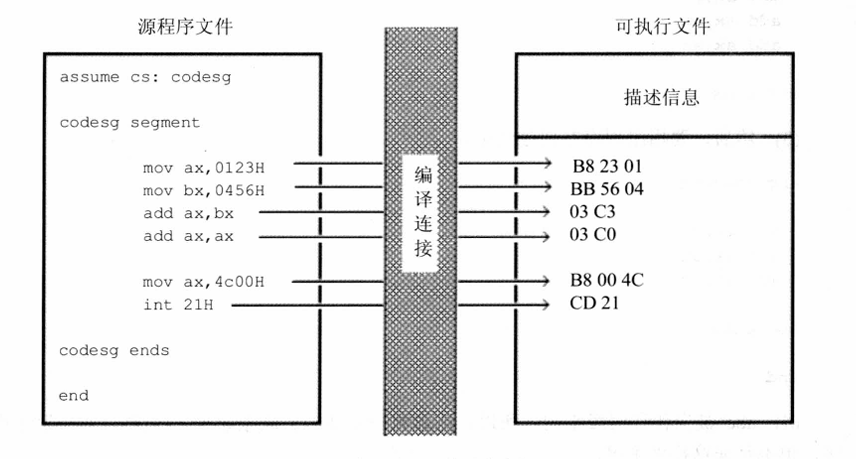 源程序文件
assume cs: codesg
codesg segment
mov ax,0123H
mov bx,0456H
add ax,bx
add ax,ax
mov ax,4c00H
int 21H
codesg ends
end
编译连接
可执行文件
描述信息
B8 23 01
BB 56 04
03 C3
03 C0
B8 00 4C
CD 21